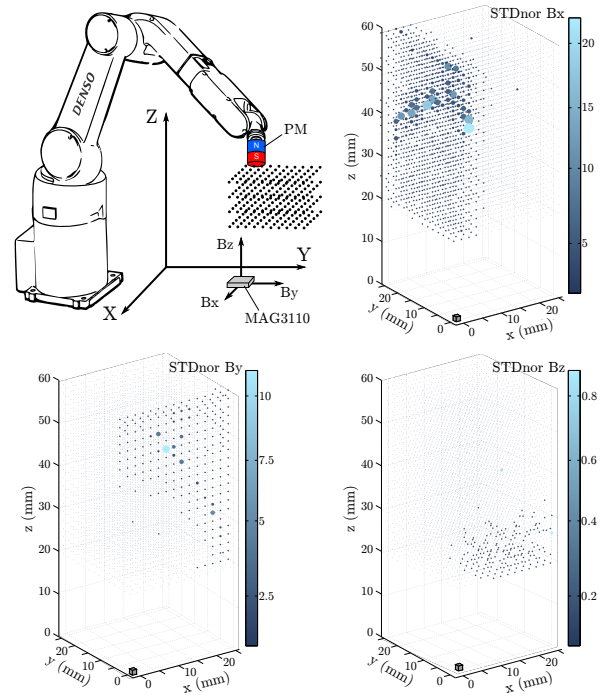 DENSO
Z
PM
N
S
Y
X
Bz
By
Bx
MAG3110
STDnor Bx
60
50
40
30
20
10
0
z (mm)
20
10
0
y (mm)
0
10
20
x (mm)
20
15
10
5
STDnor By
60
50
40
30
20
10
0
z (mm)
20
10
0
y (mm)
0
10
20
x (mm)
10
7.5
5
2.5
STDnor Bz
60
50
40
30
20
10
0
z (mm)
20
10
0
y (mm)
0
10
20
x (mm)
0.8
0.6
0.4
0.2